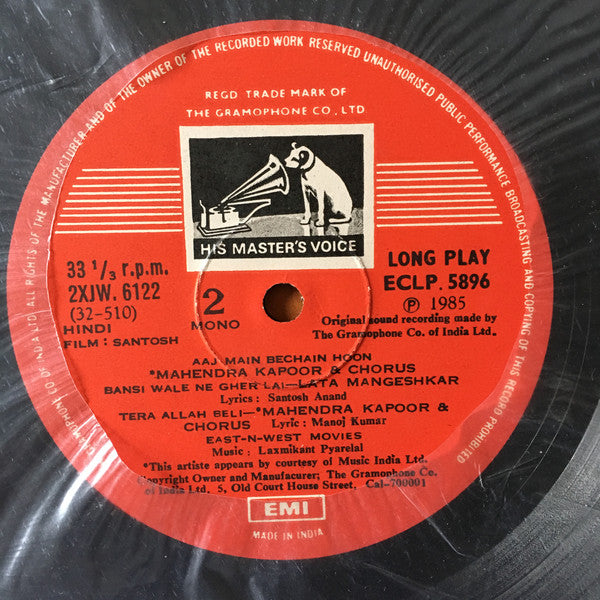 GRAMOPHONE CO. OF INDIA LTD ALL RIGHTS OF THE MANUFACTURER AND OF THE OWNER OF THE RECORDED WORK RESERVED UNAUTHORISED PUBLIC PERFORMANCE BROADCASTING AND COPYING OF THIS RECORD PROHIBITED
REGD TRADE MARK OF
THE GRAMOPHONE CO., LTD
HIS MASTER'S VOICE
33 1/3 r.p.m.
2XJW. 6122
(32-510)
HINDI
FILM : SANTOSH
2
MONO
LONG PLAY
ECLP. 5896
Ⓟ 1985
Original sound recording made by
The Gramophone Co. of India Ltd.
AAJ MAIN BECHAIN HOON
*MAHENDRA KAPOOR & CHORUS
BANSI WALE NE GHER LAI—LATA MANGESHKAR
Lyrics : Santosh Anand
TERA ALLAH BELI—*MAHENDRA KAPOOR &
CHORUS Lyric : Manoj Kumar
EAST-N-WEST MOVIES
Music : Laxmikant Pyarelal
*This artiste appears by courtesy of Music India Ltd.
Copyright Owner and Manufacurer; The Gramophone Co.
of India Ltd. 5, Old Court House Street, Cal-700001
EMI
MADE IN INDIA